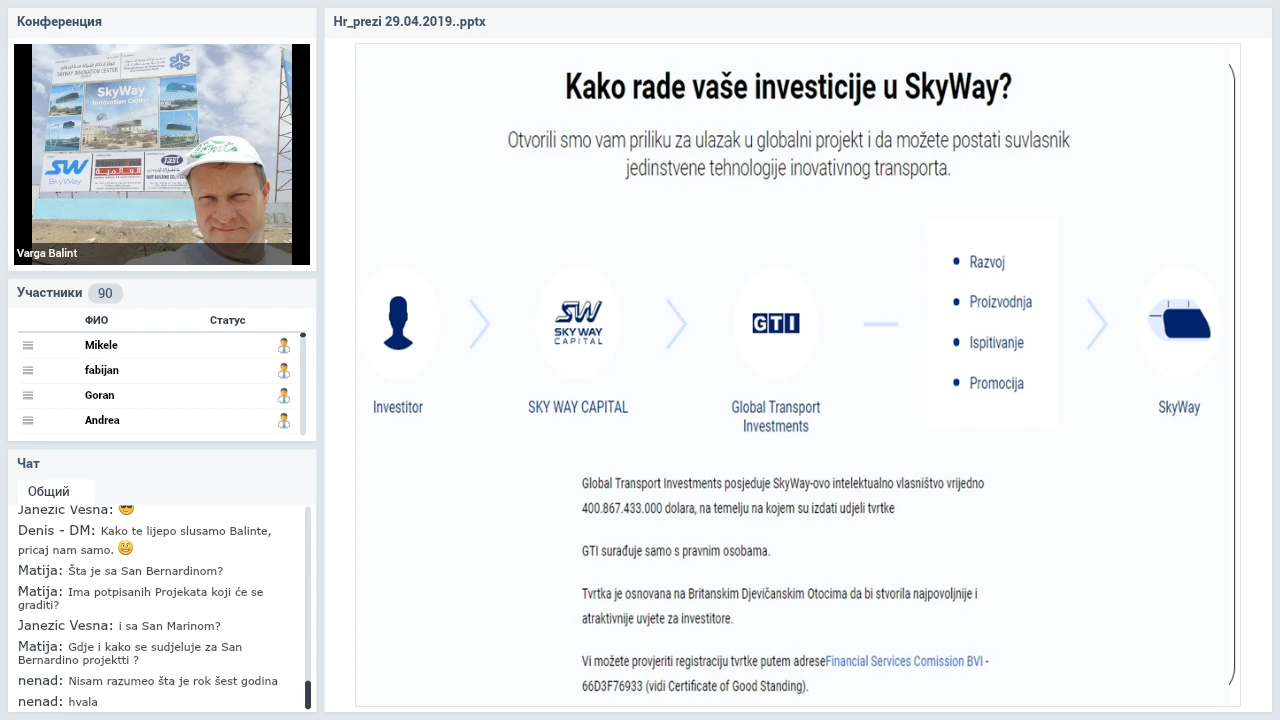 Конференция
SKYWAY INNOVATION CENTER
SkyWay
Innovation Center
SW
SkyWay
Varga Balint
Участники 90
ФИО Статус
Mikele
fabijan
Goran
Andrea
Чат
Общий
Janezic Vesna:
Denis - DM: Kako te lijepo slusamo Balinte,
pricaj nam samo.
Matija: Šta je sa San Bernardinom?
Matija: Ima potpisanih Projekata koji će se
graditi?
Janezic Vesna: i sa San Marinom?
Matija: Gdje i kako se sudjeluje za San
Bernardino projektti ?
nenad: Nisam razumeo šta je rok šest godina
nenad: hvala
Hr_prezi 29.04.2019..pptx
Kako rade vaše investicije u SkyWay?
Otvorili smo vam priliku za ulazak u globalni projekt i da možete postati suvlasnik
jedinstvene tehnologije inovativnog transporta.
SW
SKY WAY
CAPITAL
GTI
Razvoj
Proizvodnja
Ispitivanje
Promocija
Investitor
SKY WAY CAPITAL
Global Transport
Investments
SkyWay
Global Transport Investments posjeduje SkyWay-ovo intelektualno vlasništvo vrijedno
400.867.433.000 dolara, na temelju na kojem su izdati udjeli tvrtke
GTI surađuje samo s pravnim osobama.
Tvrtka je osnovana na Britanskim Djevičanskim Otocima da bi stvorila najpovoljnije i
atraktivnije uvjete za investitore.
Vi možete provjeriti registraciju tvrtke putem adreseFinancial Services Comission BVI -
66D3F76933 (vidi Certificate of Good Standing).